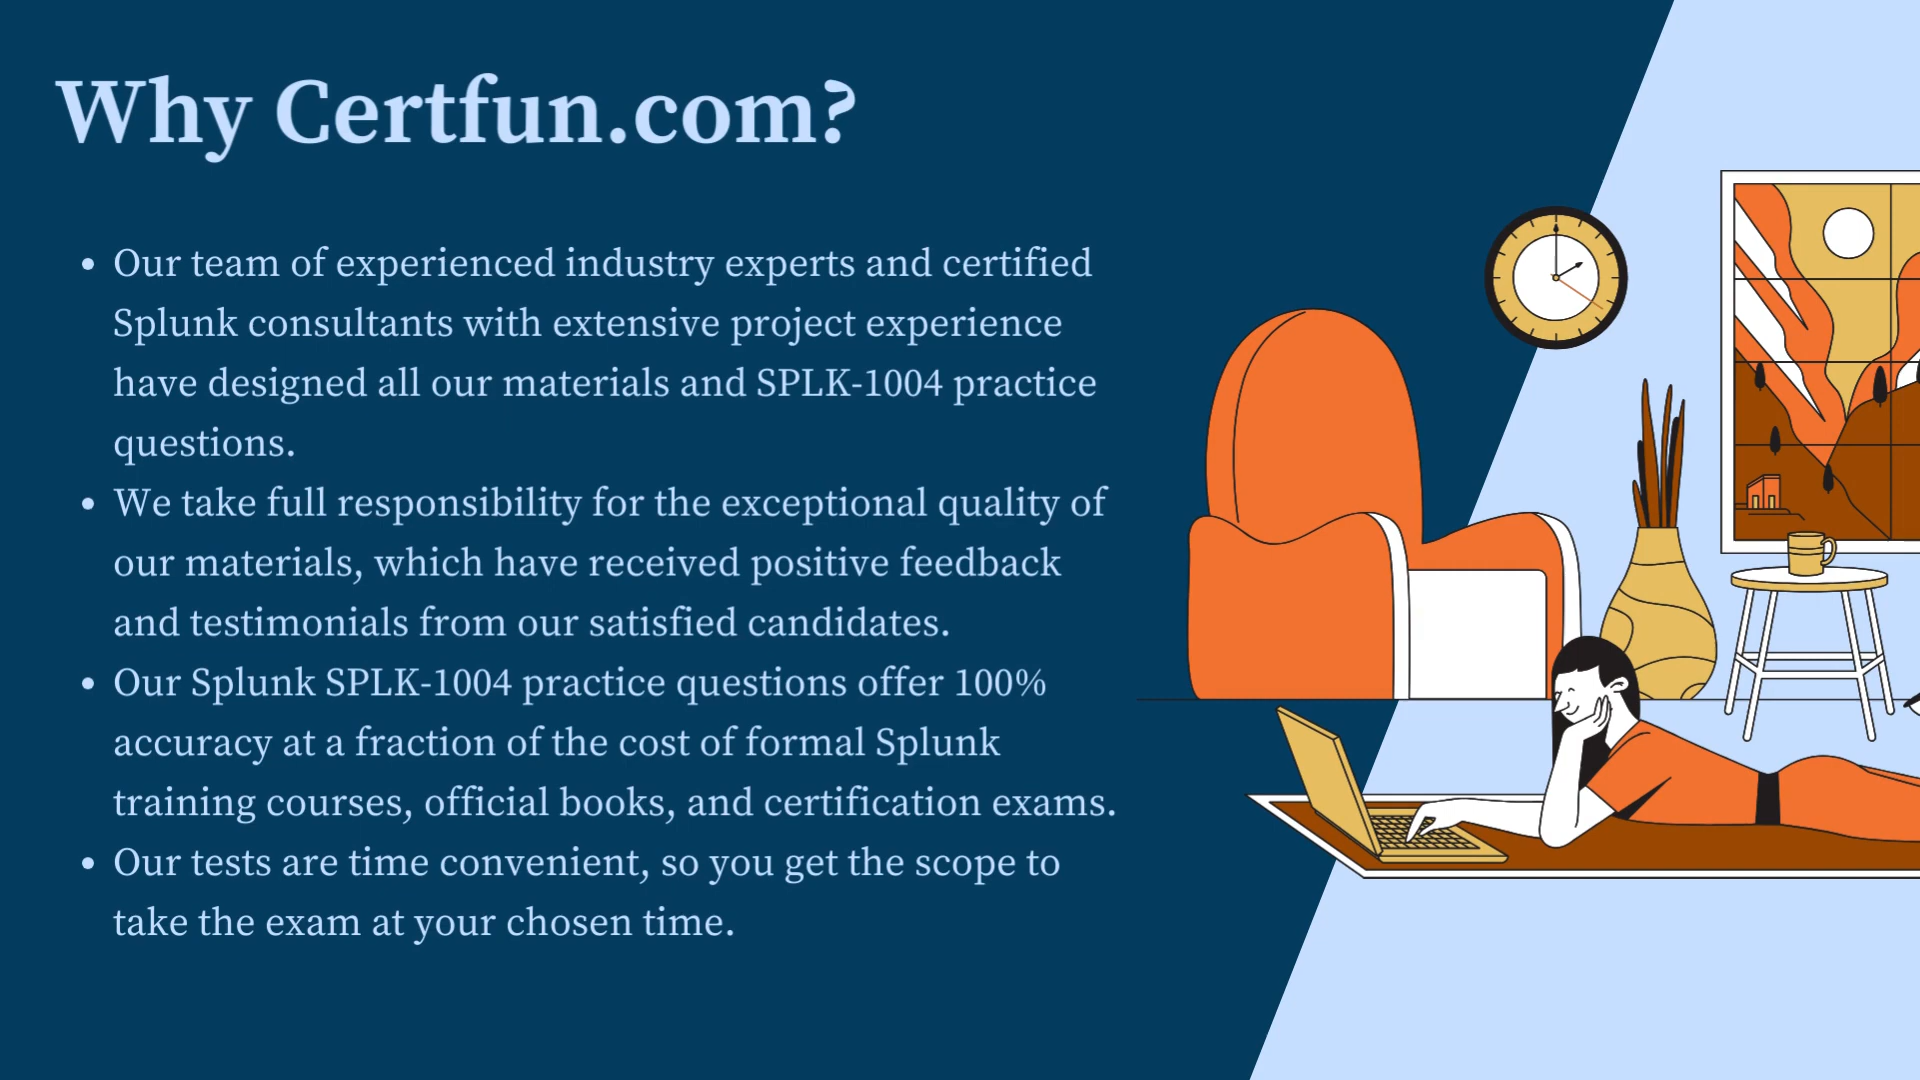 Why Certfun.com?
• Our team of experienced industry experts and certified
Splunk consultants with extensive project experience
have designed all our materials and SPLK-1004 practice
questions.
• We take full responsibility for the exceptional quality of
our materials, which have received positive feedback
and testimonials from our satisfied candidates.
• Our Splunk SPLK-1004 practice questions offer 100%
accuracy at a fraction of the cost of formal Splunk
training courses, official books, and certification exams.
• Our tests are time convenient, so you get the scope to
take the exam at your chosen time.